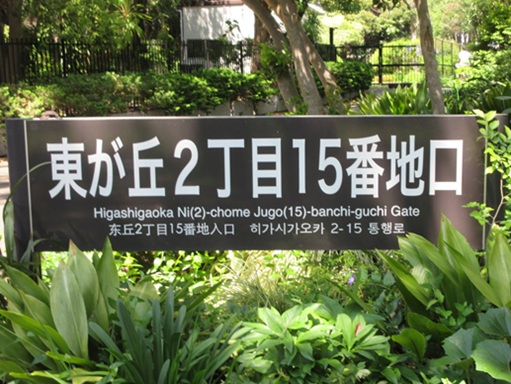 東が丘2丁目15番地口
Higashigaoka Ni(2)-chome Jugo(15)-banchi-guchi Gate
东丘2丁目15番地入口 히가시가오카 2-15 통행로